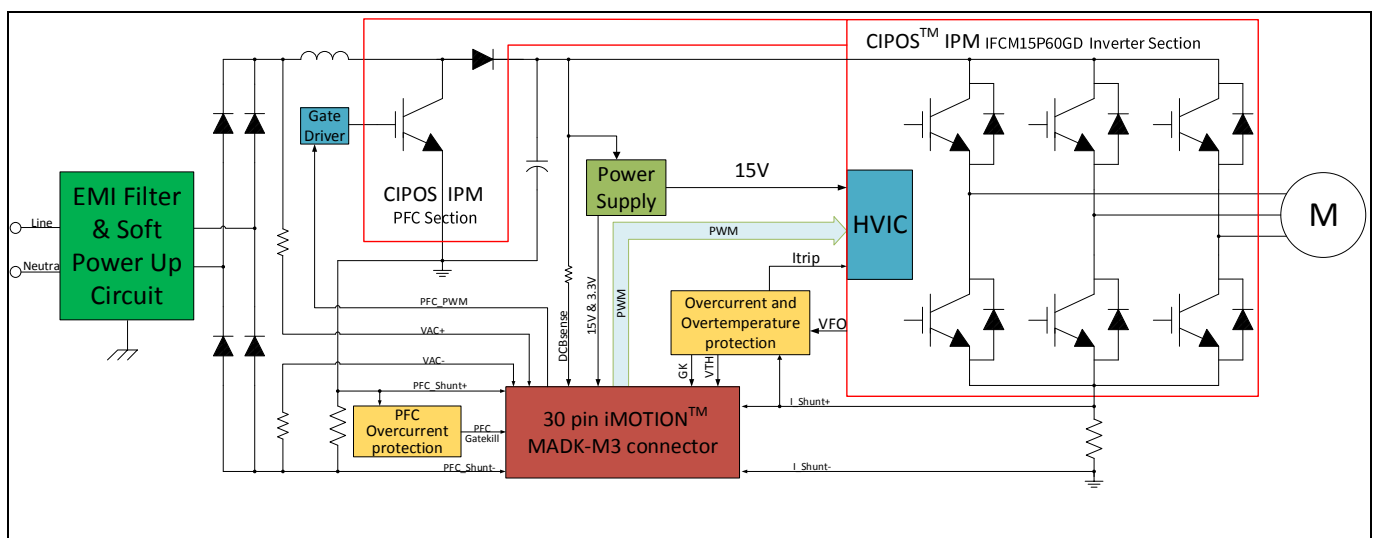 CIPOS™ IPM IFCM15P60GD Inverter Section
Gate
Driver
CIPOS IPM
PFC Section
Power
Supply
15V
HVIC
M
EMI Filter
& Soft
Power Up
Circuit
Line
Neutra
PWM
Itrip
PFC_PWM
VAC+
VAC-
DCBsense
15V & 3.3V
PWM
Overcurrent and
Overtemperature
protection
VFO
GK
VTH
PFC_Shunt+
PFC
Overcurrent
protection
PFC
Gatekill
PFC_Shunt-
30 pin iMOTION™
MADK-M3 connector
I_Shunt+
I_Shunt-